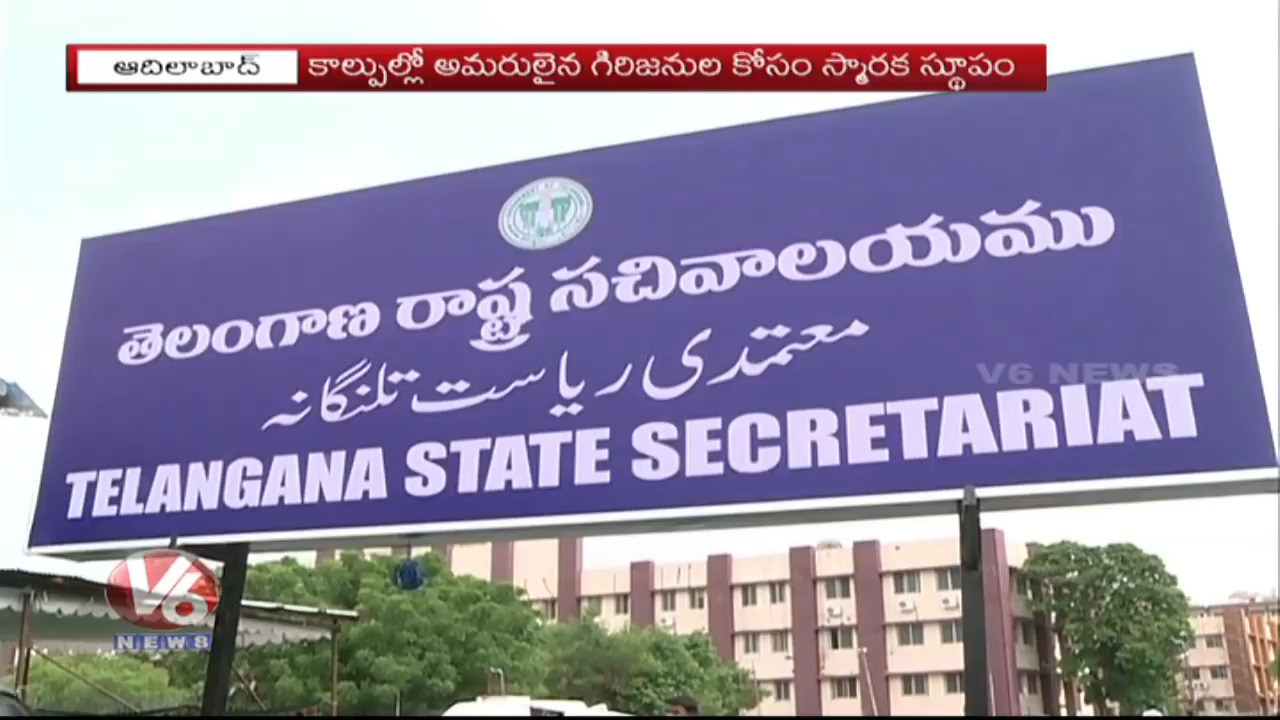 ఆదిలాబాద్ కాల్పుల్లో అమరులైన గిరిజనుల కోసం స్మారక స్థూపం
తెలంగాణ రాష్ట్ర సచివాలయము
معتمدی ریاست تلنگانہ
V6 NEWS
TELANGANA STATE SECRETARIAT
V6
NEWS